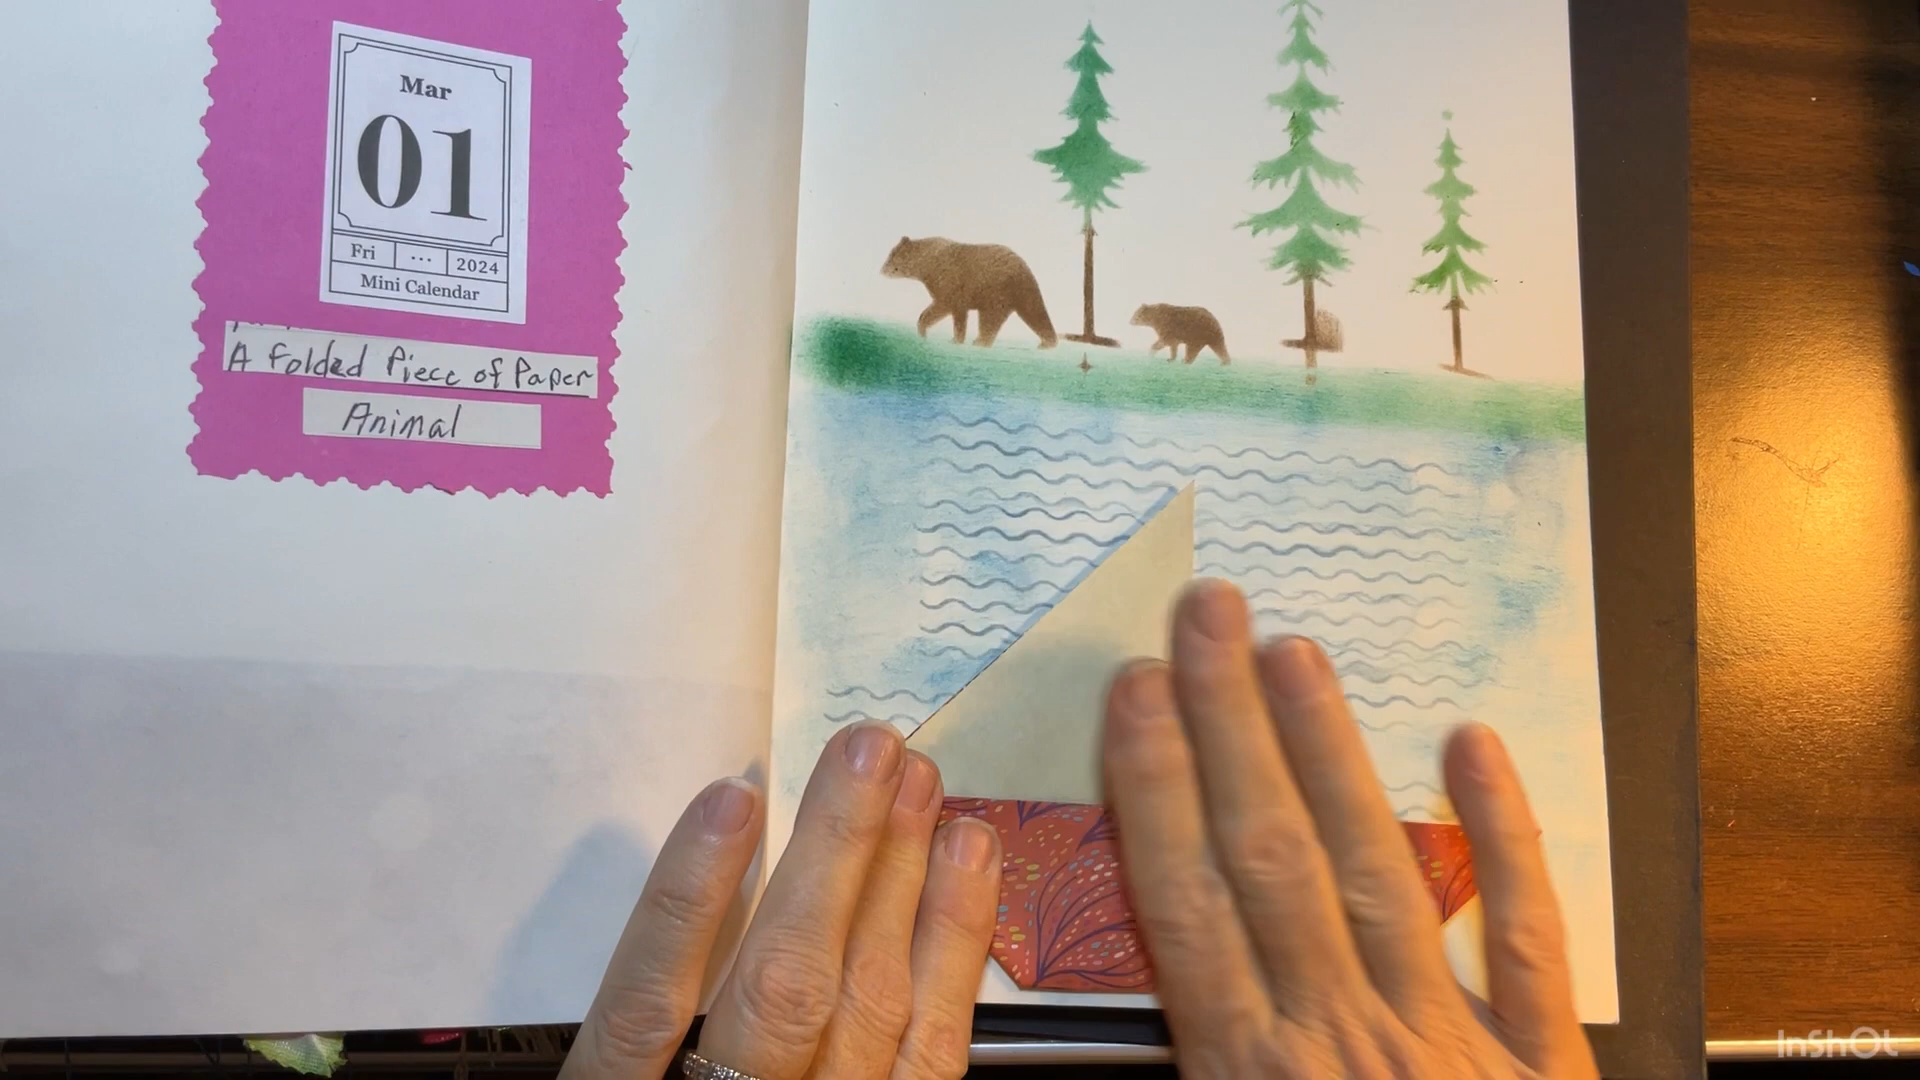 Mar
01
Fri ... 2024
Mini Calendar
A Folded Piece of Paper
Animal
InShOt